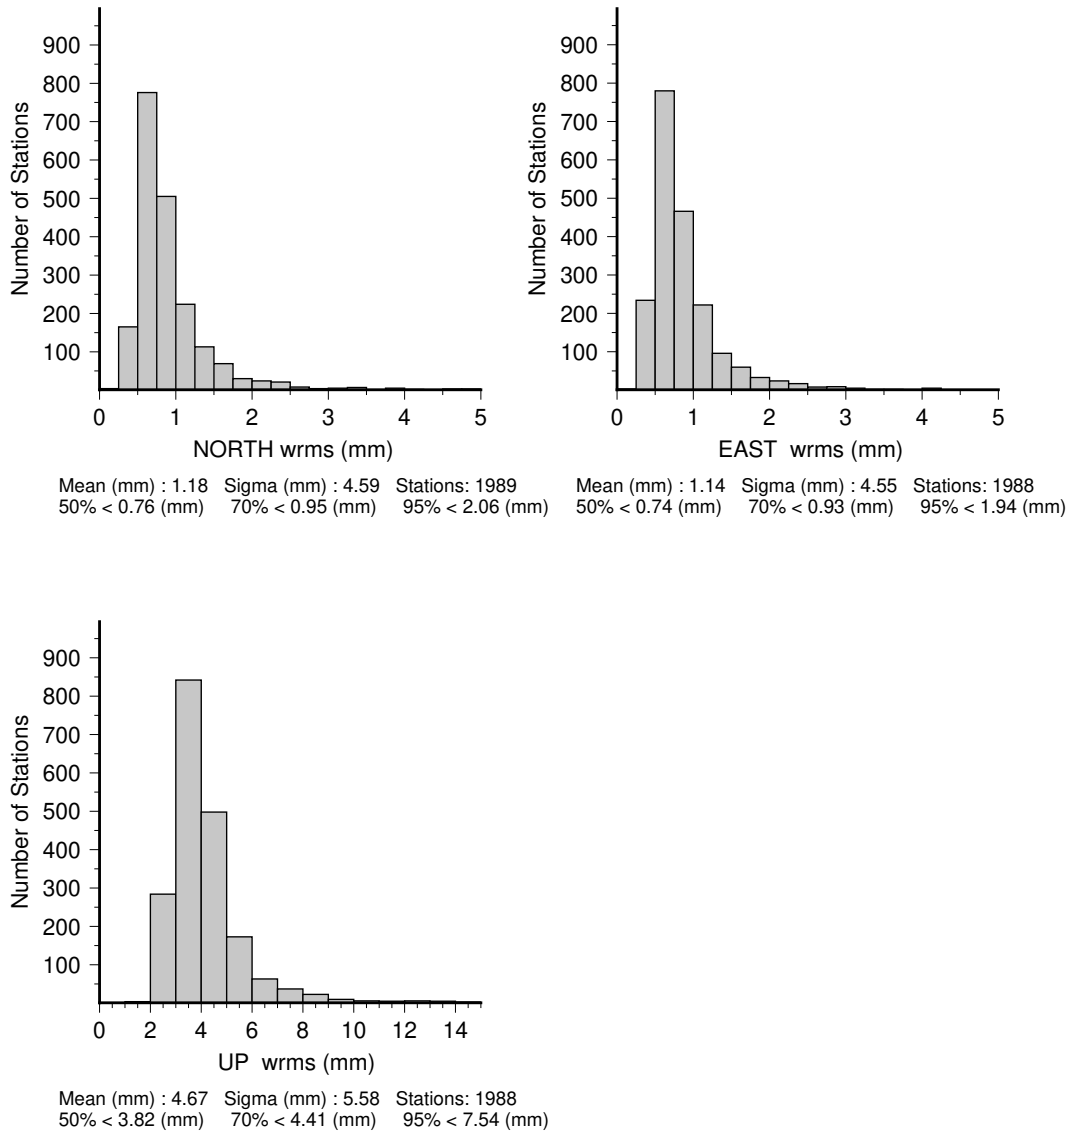 900
800
700
600
500
400
300
200
100
Number of Stations
0 1 2 3 4 5
NORTH wrms (mm)
Mean (mm) : 1.18 Sigma (mm) : 4.59 Stations: 1989
50% < 0.76 (mm) 70% < 0.95 (mm) 95% < 2.06 (mm)
900
800
700
600
500
400
300
200
100
Number of Stations
0 1 2 3 4 5
EAST wrms (mm)
Mean (mm) : 1.14 Sigma (mm) : 4.55 Stations: 1988
50% < 0.74 (mm) 70% < 0.93 (mm) 95% < 1.94 (mm)
900
800
700
600
500
400
300
200
100
Number of Stations
0 2 4 6 8 10 12 14
UP wrms (mm)
Mean (mm) : 4.67 Sigma (mm) : 5.58 Stations: 1988
50% < 3.82 (mm) 70% < 4.41 (mm) 95% < 7.54 (mm)